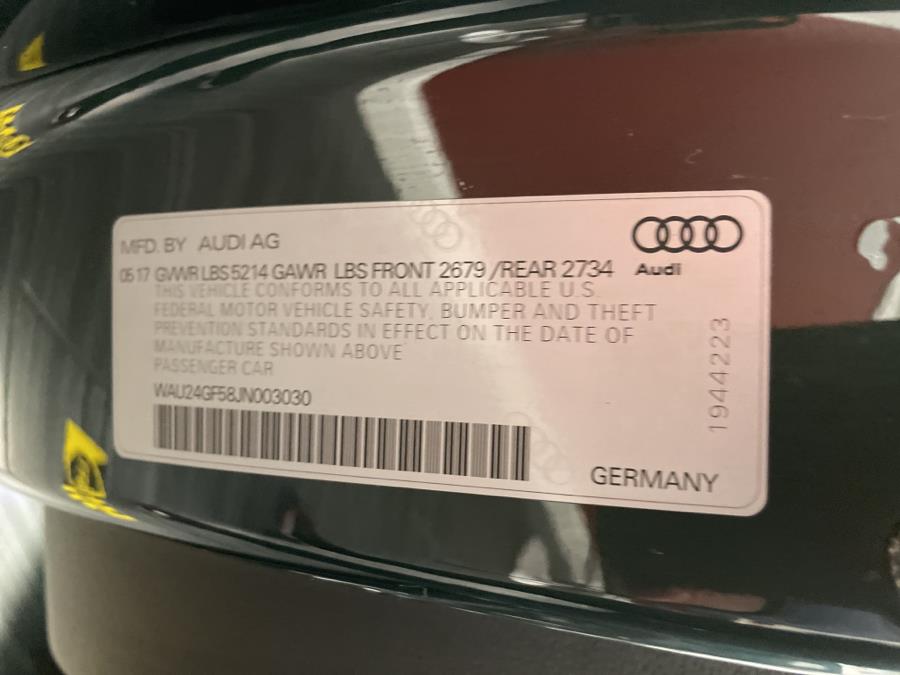 MFD. BY AUDI AG
05 17 GVWR LBS 5214 GAWR LBS FRONT 2679 /REAR 2734
Audi
THIS VEHICLE CONFORMS TO ALL APPLICABLE U.S.
FEDERAL MOTOR VEHICLE SAFETY, BUMPER AND THEFT
PREVENTION STANDARDS IN EFFECT ON THE DATE OF
MANUFACTURE SHOWN ABOVE
PASSENGER CAR
WAU24GF58JN003030
1944223
GERMANY